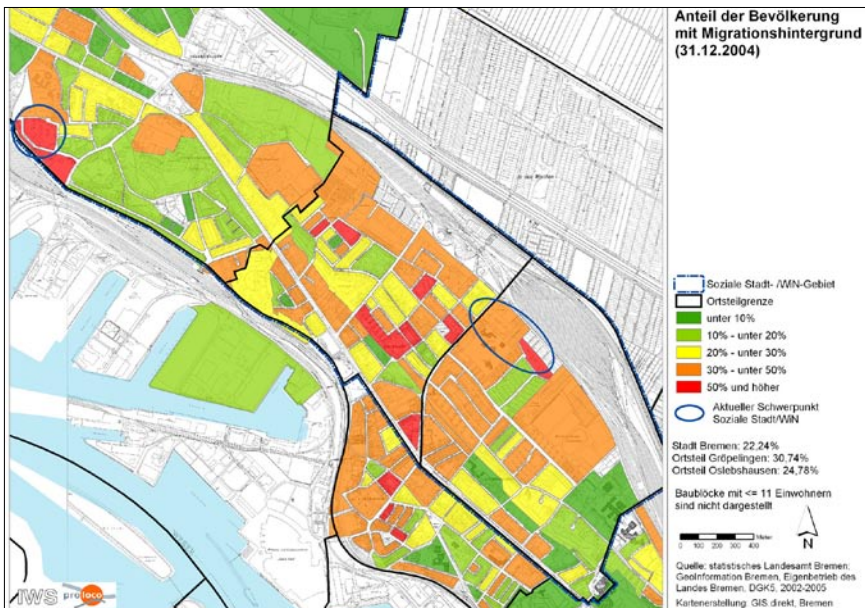 Anteil der Bevölkerung
mit Migrationshintergrund
(31.12.2004)
Soziale Stadt- /WiN-Gebiet
Ortsteilgrenze
unter 10%
10% - unter 20%
20% - unter 30%
30% - unter 50%
50% und höher
Aktueller Schwerpunkt
Soziale Stadt/WiN
Stadt Bremen: 22,24%
Ortsteil Gröpelingen: 30,74%
Ortsteil Oslebshausen: 24,78%
Baublöcke mit <= 11 Einwohnern
sind nicht dargestellt
0 100 200 300 400 Meter
N
Quelle: statistisches Landesamt Bremen;
GeoInformation Bremen, Eigenbetrieb des
Landes Bremen, DGK5, 2002-2005
Kartenerstellung: GIS direkt, Bremen
IWS proloco